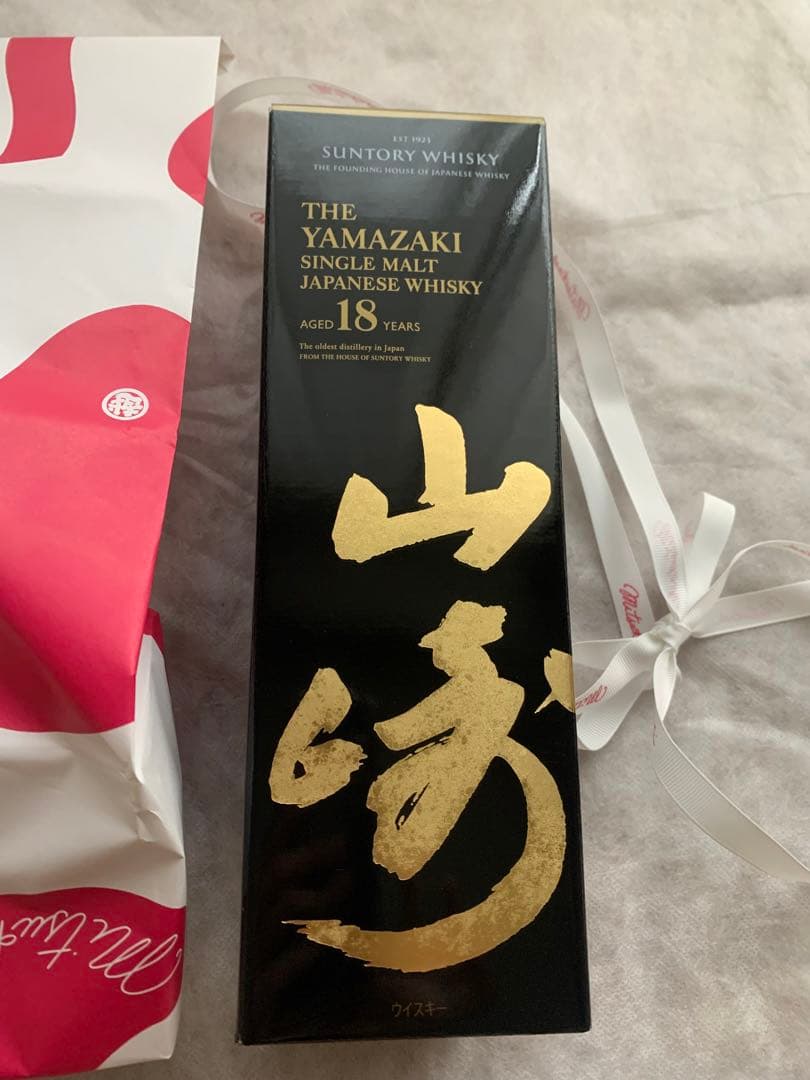 EST. 1923
SUNTORY WHISKY
THE FOUNDING HOUSE OF JAPANESE WHISKY
THE
YAMAZAKI
SINGLE MALT
JAPANESE WHISKY
AGED 18 YEARS
The oldest distillery in Japan
FROM THE HOUSE OF SUNTORY WHISKY
山
崎
ウイスキー